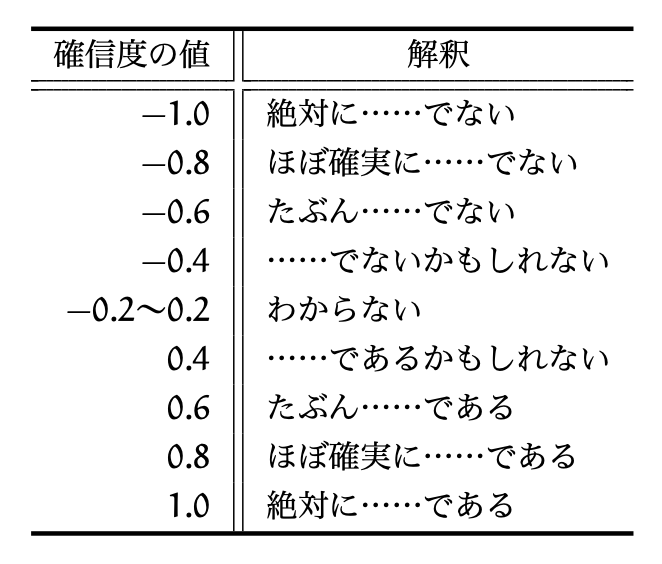 確信度の値 解釈
−1.0 絶対に……でない
−0.8 ほぼ確実に……でない
−0.6 たぶん……でない
−0.4 ……でないかもしれない
−0.2〜0.2 わからない
0.4 ……であるかもしれない
0.6 たぶん……である
0.8 ほぼ確実に……である
1.0 絶対に……である